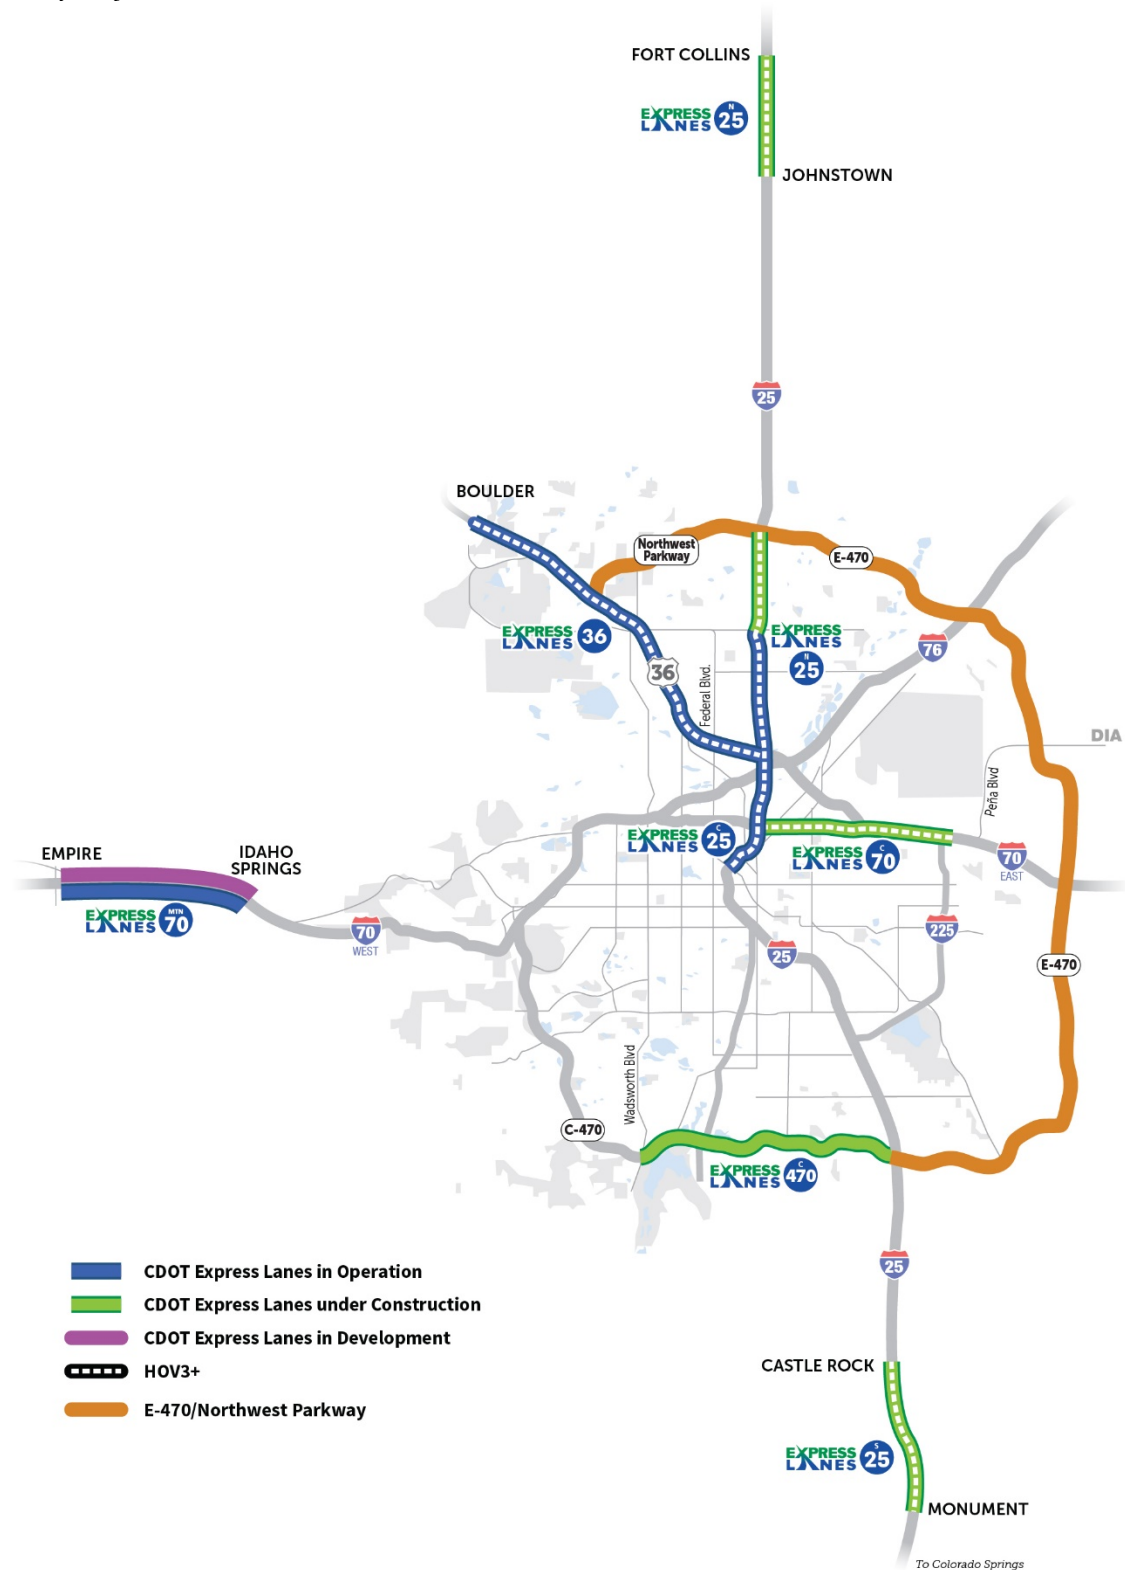 FORT COLLINS
EXPRESS
LANES
N
25
JOHNSTOWN
25
BOULDER
Northwest
Parkway
E-470
EXPRESS
LANES
36
EXPRESS
LANES
N
25
36
76
Federal Blvd.
DIA
Peña Blvd
EXPRESS
LANES
C
25
EXPRESS
LANES
C
70
70
EAST
EMPIRE
IDAHO
SPRINGS
EXPRESS
LANES
MTN
70
70
WEST
225
25
E-470
Wadsworth Blvd
C-470
EXPRESS
LANES
C
470
25
CDOT Express Lanes in Operation
CDOT Express Lanes under Construction
CDOT Express Lanes in Development
HOV3+
E-470/Northwest Parkway
CASTLE ROCK
EXPRESS
LANES
S
25
MONUMENT
To Colorado Springs